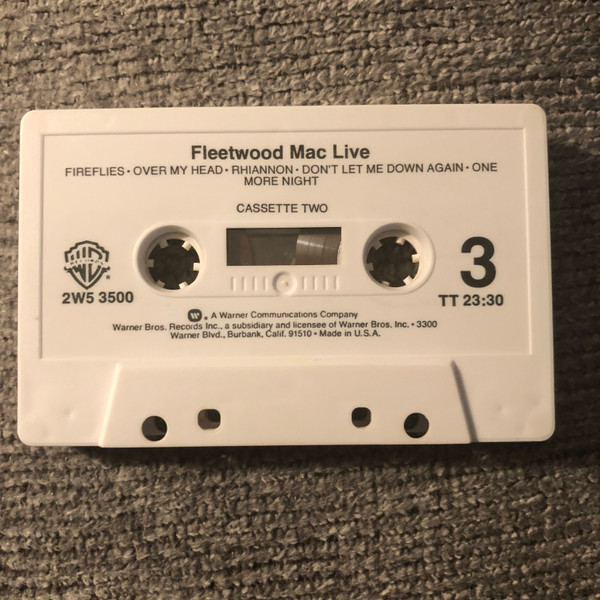 Fleetwood Mac Live
FIREFLIES • OVER MY HEAD • RHIANNON • DON'T LET ME DOWN AGAIN • ONE
MORE NIGHT
CASSETTE TWO
2W5 3500
3
TT 23:30
A Warner Communications Company
Warner Bros. Records Inc., a subsidiary and licensee of Warner Bros. Inc. • 3300
Warner Blvd., Burbank, Calif. 91510 • Made in U.S.A.